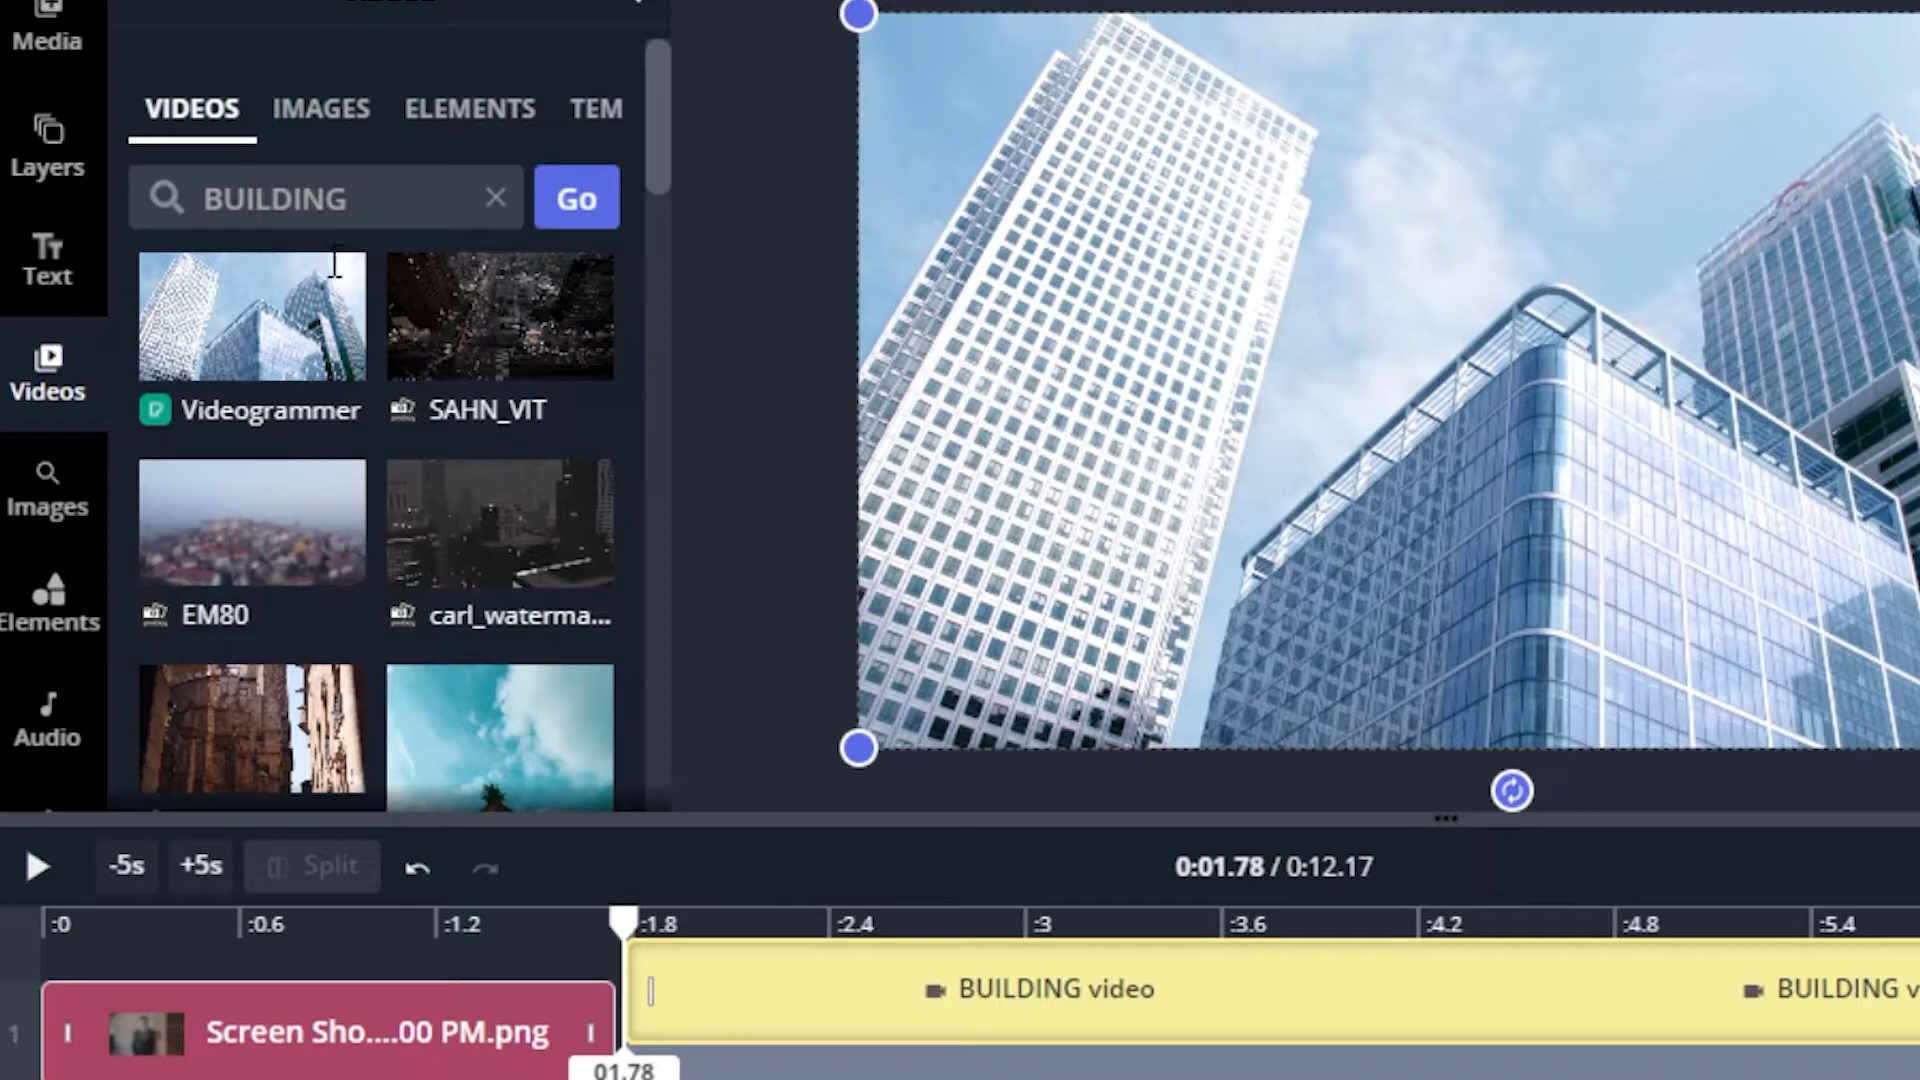 Media
Layers
Text
Videos
Images
Elements
Audio
VIDEOS IMAGES ELEMENTS TEM
BUILDING
Go
Videogrammer SAHN_VIT
EM80 carl_waterma...
-5s +5s Split
0:01.78 / 0:12.17
:0 :0.6 :1.2 :1.8 :2.4 :3 :3.6 :4.2 :4.8 :5.4
BUILDING video BUILDING v
1 Screen Sho....00 PM.png
01.78